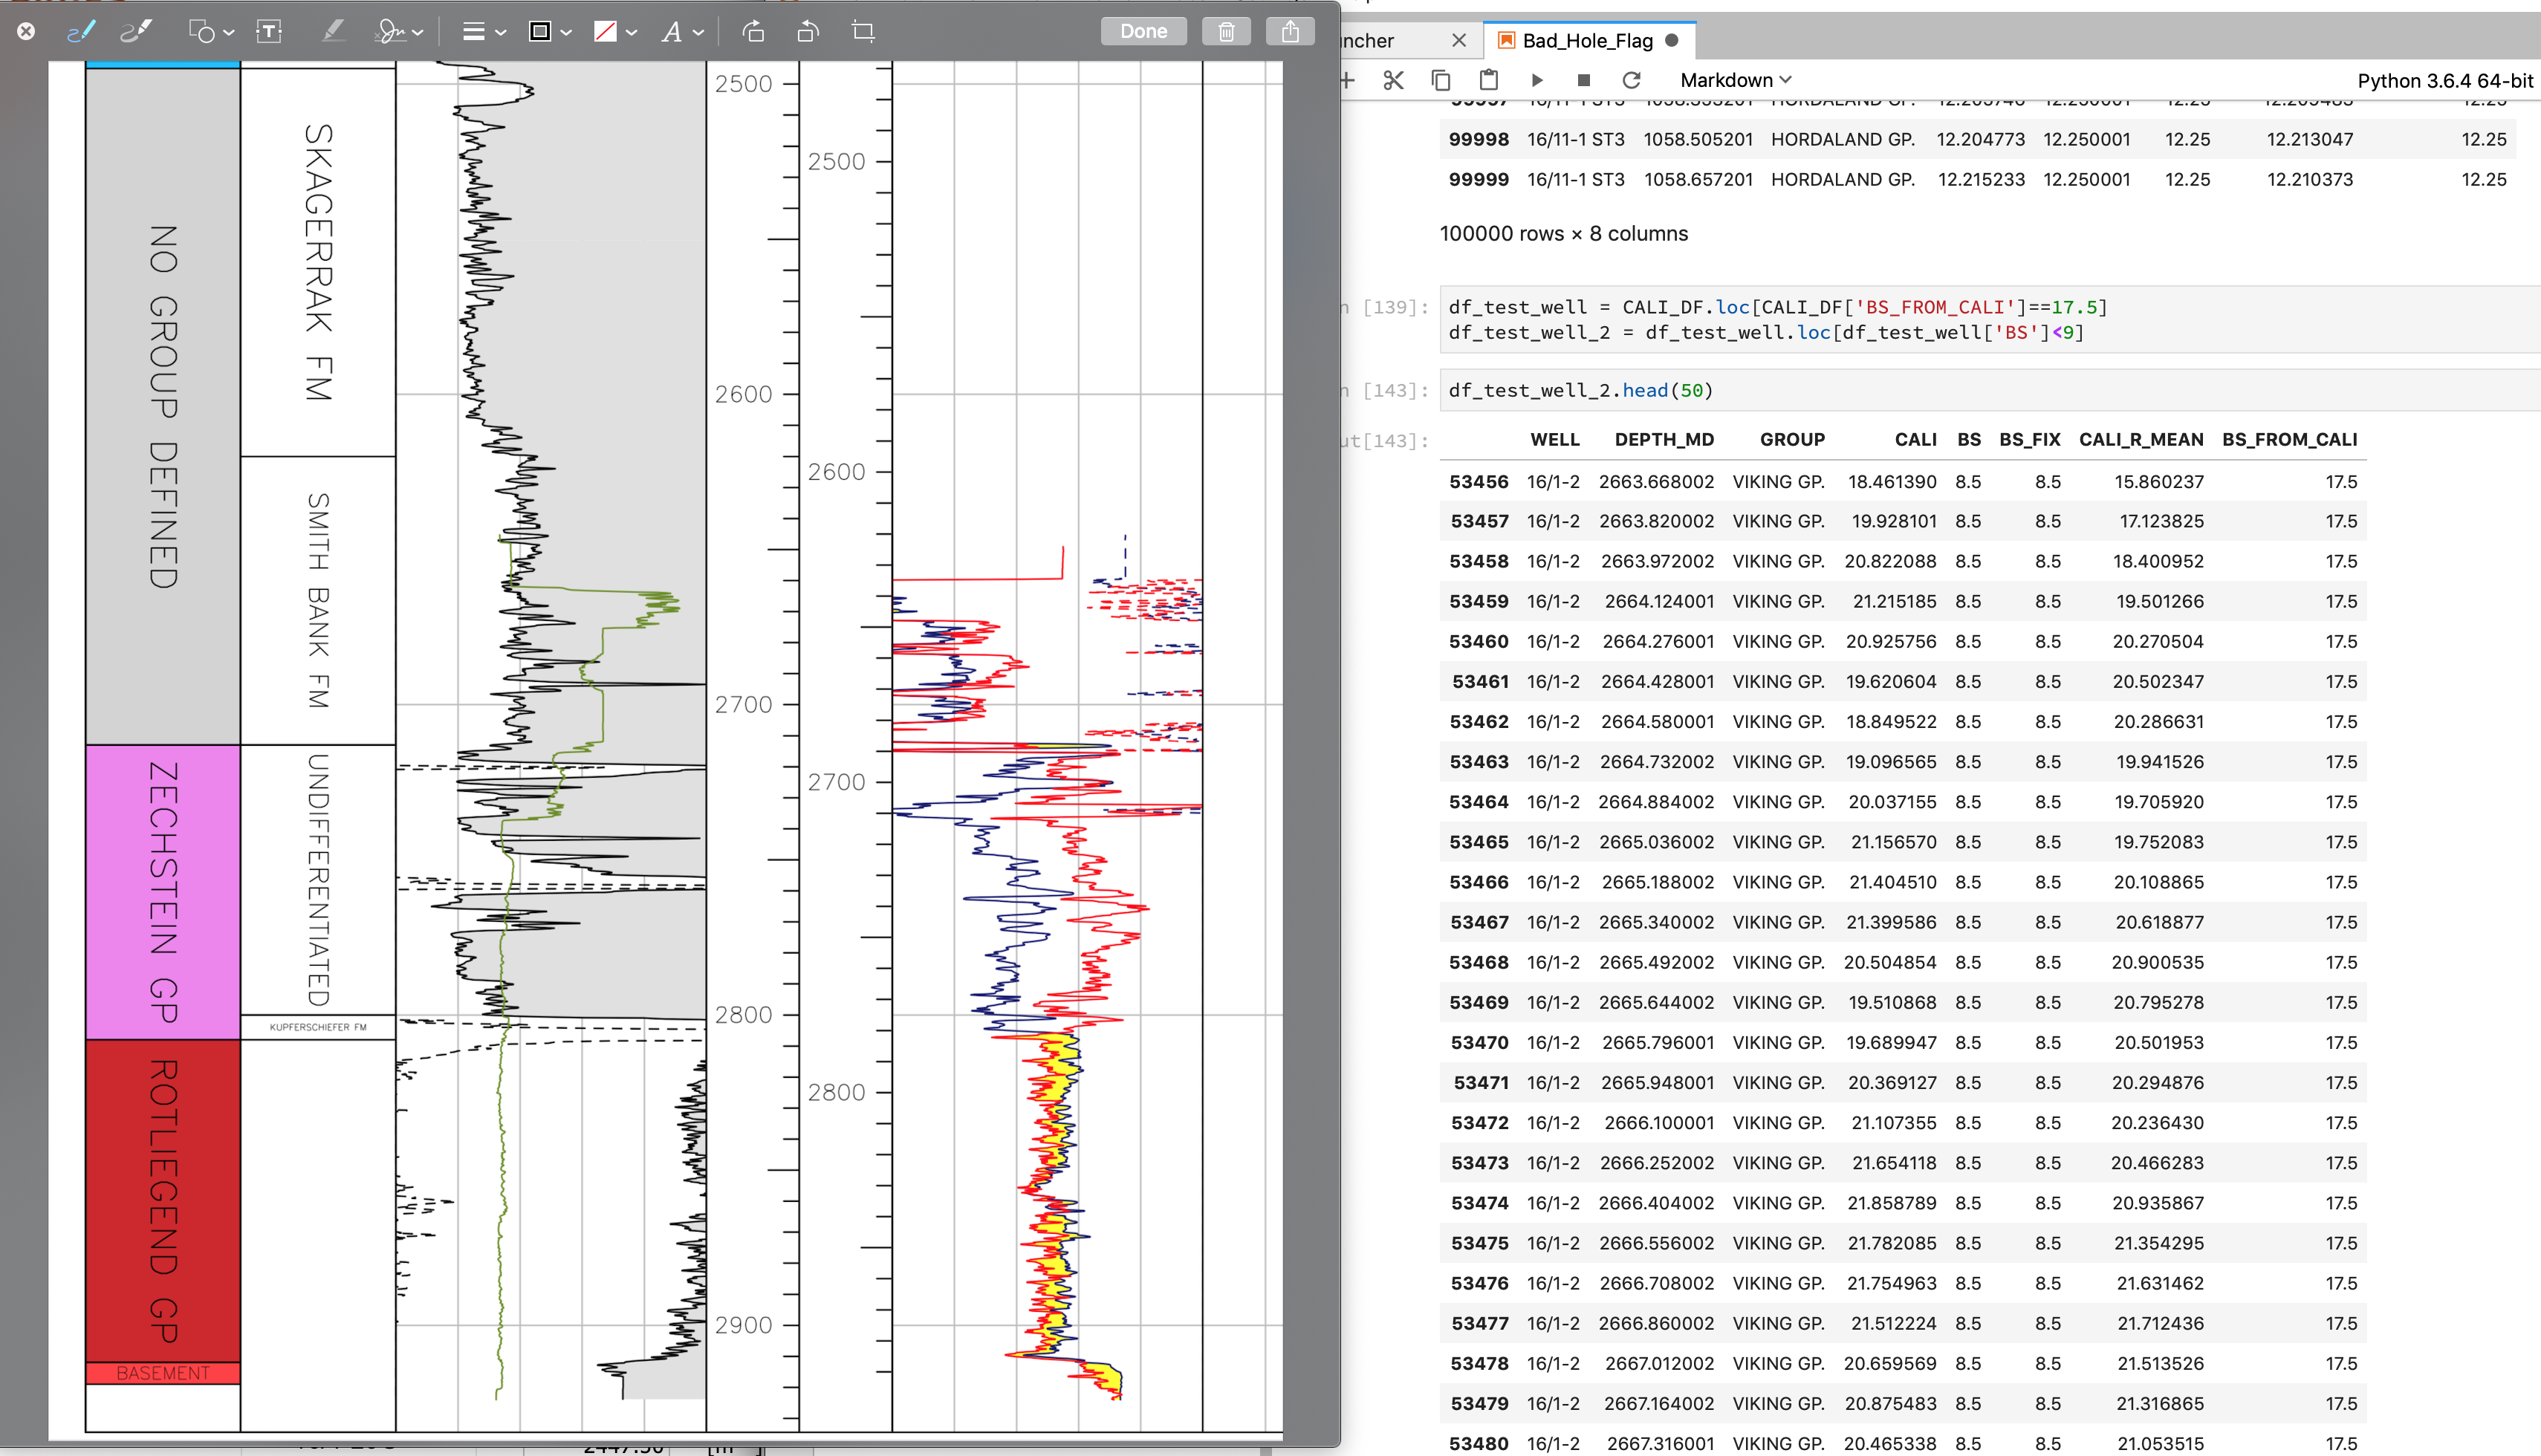 Done
NO GROUP DEFINED
ZECHSTEIN GP
ROTLIEGEND GP
BASEMENT
SKAGERRAK FM
SMITH BANK FM
UNDIFFERENTIATED
KUPFERSCHIEFER FM
2500
2600
2700
2800
2900
2500
2600
2700
2800
ncher
Bad_Hole_Flag
Markdown
Python 3.6.4 64-bit
99998 16/11-1 ST3 1058.505201 HORDALAND GP. 12.204773 12.250001 12.25 12.213047 12.25
99999 16/11-1 ST3 1058.657201 HORDALAND GP. 12.215233 12.250001 12.25 12.210373 12.25
100000 rows × 8 columns
n [139]: df_test_well = CALI_DF.loc[CALI_DF['BS_FROM_CALI']==17.5]
df_test_well_2 = df_test_well.loc[df_test_well['BS']<9]
n [143]: df_test_well_2.head(50)
ut[143]:
WELL DEPTH_MD GROUP CALI BS BS_FIX CALI_R_MEAN BS_FROM_CALI
53456 16/1-2 2663.668002 VIKING GP. 18.461390 8.5 8.5 15.860237 17.5
53457 16/1-2 2663.820002 VIKING GP. 19.928101 8.5 8.5 17.123825 17.5
53458 16/1-2 2663.972002 VIKING GP. 20.822088 8.5 8.5 18.400952 17.5
53459 16/1-2 2664.124001 VIKING GP. 21.215185 8.5 8.5 19.501266 17.5
53460 16/1-2 2664.276001 VIKING GP. 20.925756 8.5 8.5 20.270504 17.5
53461 16/1-2 2664.428001 VIKING GP. 19.620604 8.5 8.5 20.502347 17.5
53462 16/1-2 2664.580001 VIKING GP. 18.849522 8.5 8.5 20.286631 17.5
53463 16/1-2 2664.732002 VIKING GP. 19.096565 8.5 8.5 19.941526 17.5
53464 16/1-2 2664.884002 VIKING GP. 20.037155 8.5 8.5 19.705920 17.5
53465 16/1-2 2665.036002 VIKING GP. 21.156570 8.5 8.5 19.752083 17.5
53466 16/1-2 2665.188002 VIKING GP. 21.404510 8.5 8.5 20.108865 17.5
53467 16/1-2 2665.340002 VIKING GP. 21.399586 8.5 8.5 20.618877 17.5
53468 16/1-2 2665.492002 VIKING GP. 20.504854 8.5 8.5 20.900535 17.5
53469 16/1-2 2665.644002 VIKING GP. 19.510868 8.5 8.5 20.795278 17.5
53470 16/1-2 2665.796001 VIKING GP. 19.689947 8.5 8.5 20.501953 17.5
53471 16/1-2 2665.948001 VIKING GP. 20.369127 8.5 8.5 20.294876 17.5
53472 16/1-2 2666.100001 VIKING GP. 21.107355 8.5 8.5 20.236430 17.5
53473 16/1-2 2666.252002 VIKING GP. 21.654118 8.5 8.5 20.466283 17.5
53474 16/1-2 2666.404002 VIKING GP. 21.858789 8.5 8.5 20.935867 17.5
53475 16/1-2 2666.556002 VIKING GP. 21.782085 8.5 8.5 21.354295 17.5
53476 16/1-2 2666.708002 VIKING GP. 21.754963 8.5 8.5 21.631462 17.5
53477 16/1-2 2666.860002 VIKING GP. 21.512224 8.5 8.5 21.712436 17.5
53478 16/1-2 2667.012002 VIKING GP. 20.659569 8.5 8.5 21.513526 17.5
53479 16/1-2 2667.164002 VIKING GP. 20.875483 8.5 8.5 21.316865 17.5
53480 16/1-2 2667.316001 VIKING GP. 20.465338 8.5 8.5 21.053515 17.5